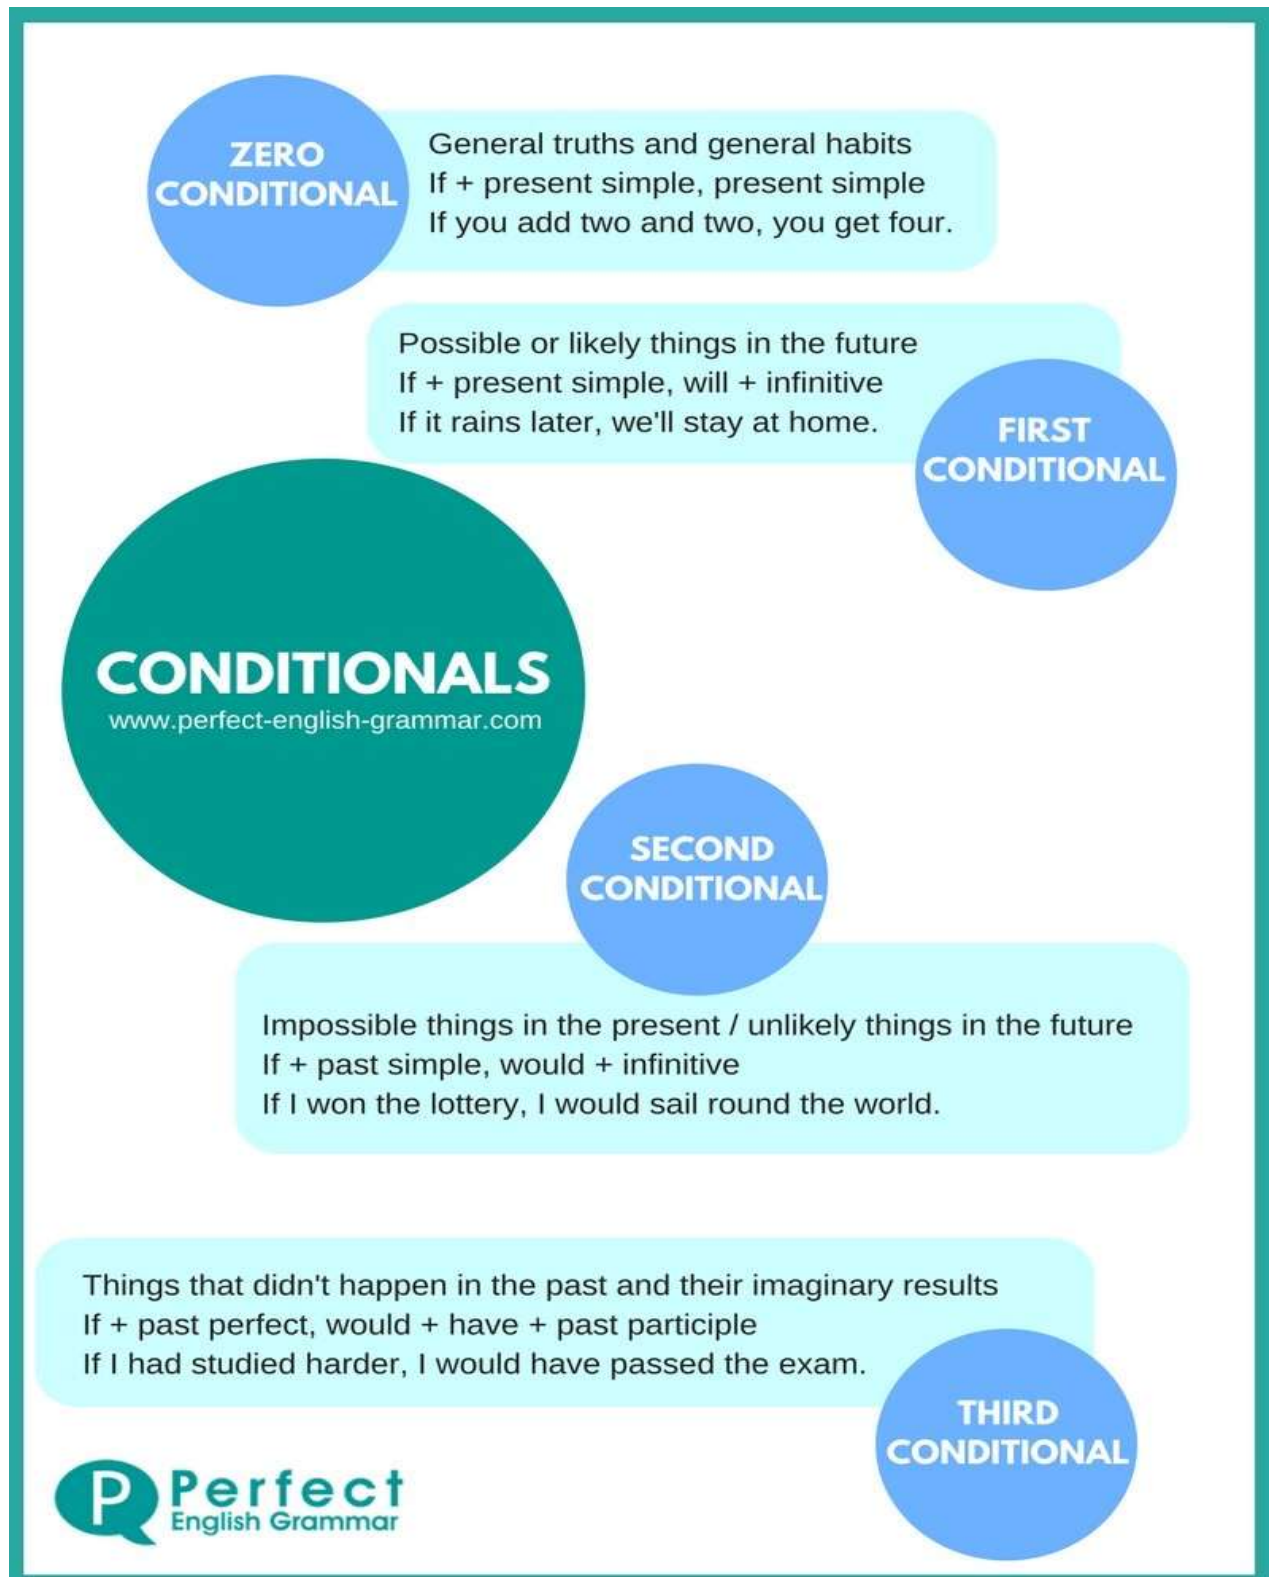 ZERO
CONDITIONAL
General truths and general habits
If + present simple, present simple
If you add two and two, you get four.
Possible or likely things in the future
If + present simple, will + infinitive
If it rains later, we'll stay at home.
FIRST
CONDITIONAL
CONDITIONALS
www.perfect-english-grammar.com
SECOND
CONDITIONAL
Impossible things in the present / unlikely things in the future
If + past simple, would + infinitive
If I won the lottery, I would sail round the world.
Things that didn't happen in the past and their imaginary results
If + past perfect, would + have + past participle
If I had studied harder, I would have passed the exam.
THIRD
CONDITIONAL
P Perfect
English Grammar